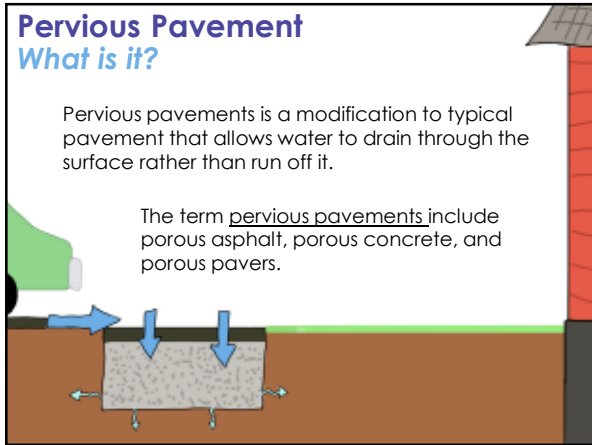 Pervious Pavement
What is it?
Pervious pavements is a modification to typical
pavement that allows water to drain through the
surface rather than run off it.
The term pervious pavements include
porous asphalt, porous concrete, and
porous pavers.